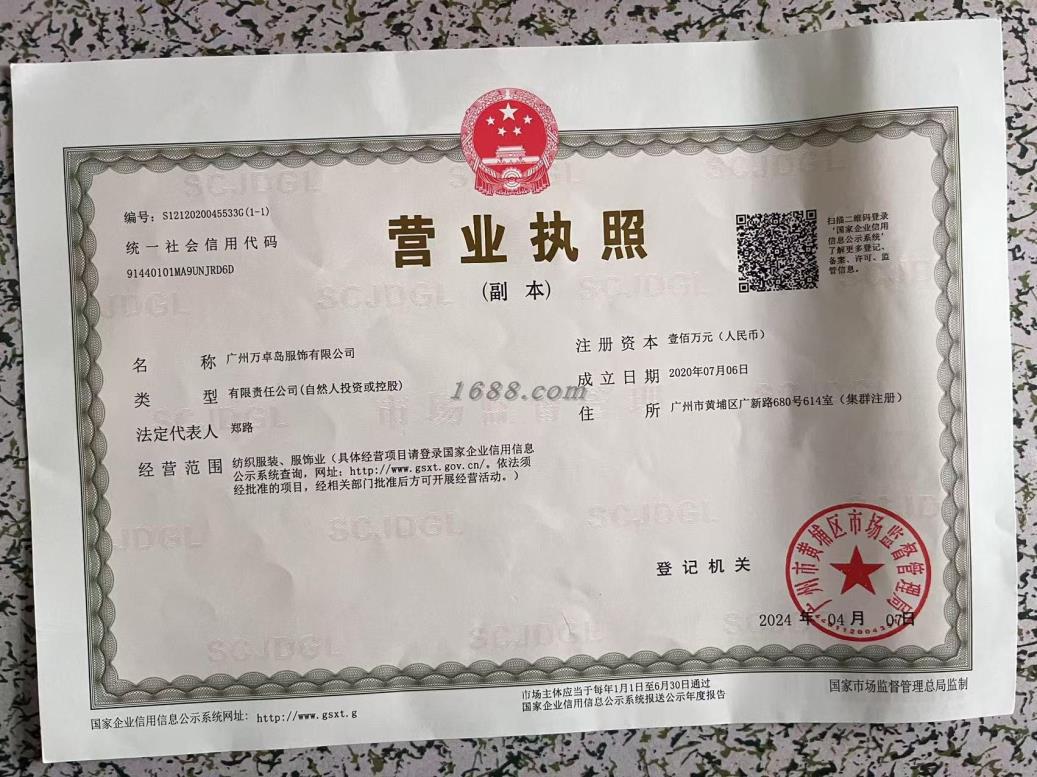 编号：S1212020045533G(1-1)
统一社会信用代码
91440101MA9UNJRD6D
营业执照
(副 本)
扫描二维码登录
‘国家企业信用
信息公示系统’
了解更多登记、
备案、许可、监
管信息。
名 称 广州万卓岛服饰有限公司
类 型 有限责任公司(自然人投资或控股)
法定代表人 郑路
经营范围 纺织服装、服饰业（具体经营项目请登录国家企业信用信息
公示系统查询，网址：http://www.gsxt.gov.cn/。依法须
经批准的项目，经相关部门批准后方可开展经营活动。）
注册资本 壹佰万元（人民币）
成立日期 2020年07月06日
住 所 广州市黄埔区广新路680号614室（集群注册）
1688.com
市场监督管理
SCJDGL
登记机关
广州市黄埔区市场监督管理局
2024 年 04 月 07日
国家企业信用信息公示系统网址：http://www.gsxt.g
市场主体应当于每年1月1日至6月30日通过
国家企业信用信息公示系统报送公示年度报告
国家市场监督管理总局监制